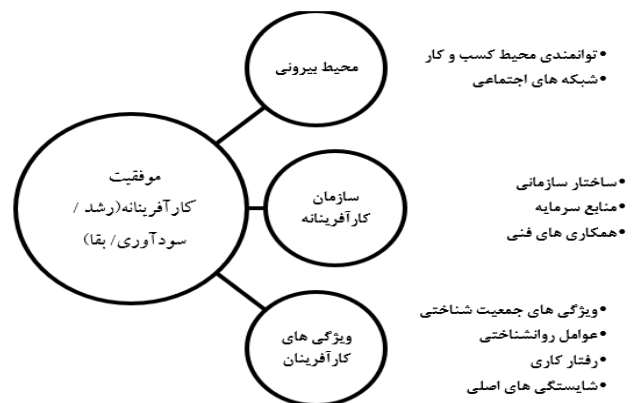 محیط بیرونی
•توانمندی محیط کسب و کار
•شبکه های اجتماعی
موفقیت
کارآفرینانه(رشد /
سودآوری/ بقا)
سازمان
کارآفرینانه
•ساختار سازمانی
•منابع سرمایه
•همکاری های فنی
ویژگی های
کارآفرینان
•ویژگی های جمعیت شناختی
•عوامل روانشناختی
•رفتار کاری
•شایستگی های اصلی